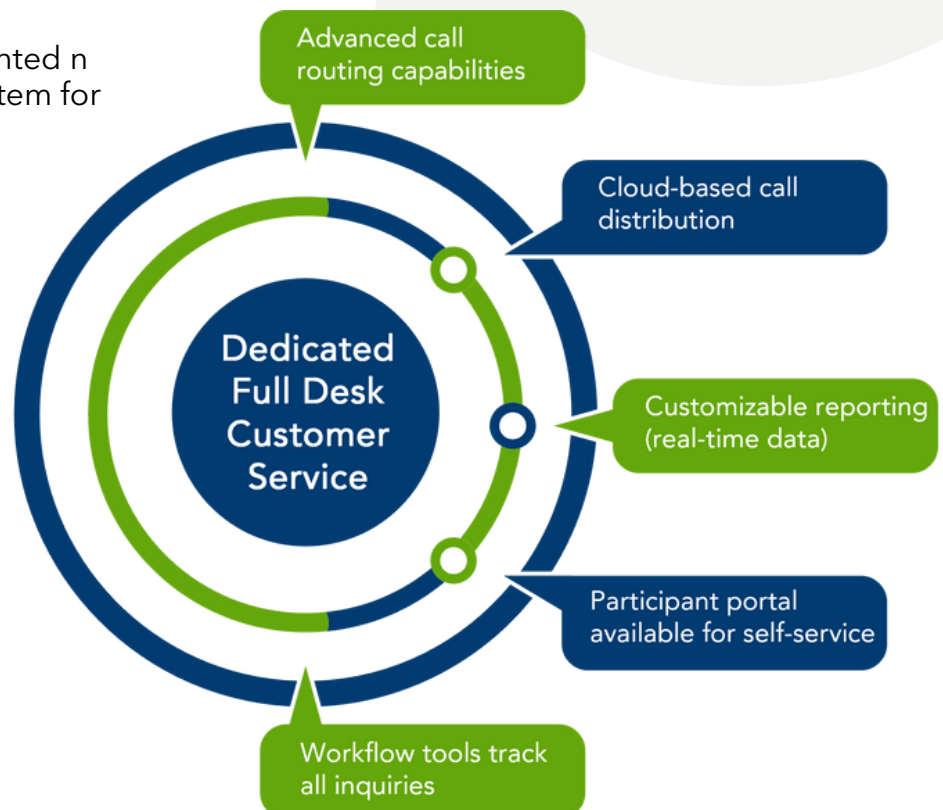 nted n
tem for
Advanced call
routing capabilities
Cloud-based call
distribution
Dedicated
Full Desk
Customer
Service
Customizable reporting
(real-time data)
Participant portal
available for self-service
Workflow tools track
all inquiries